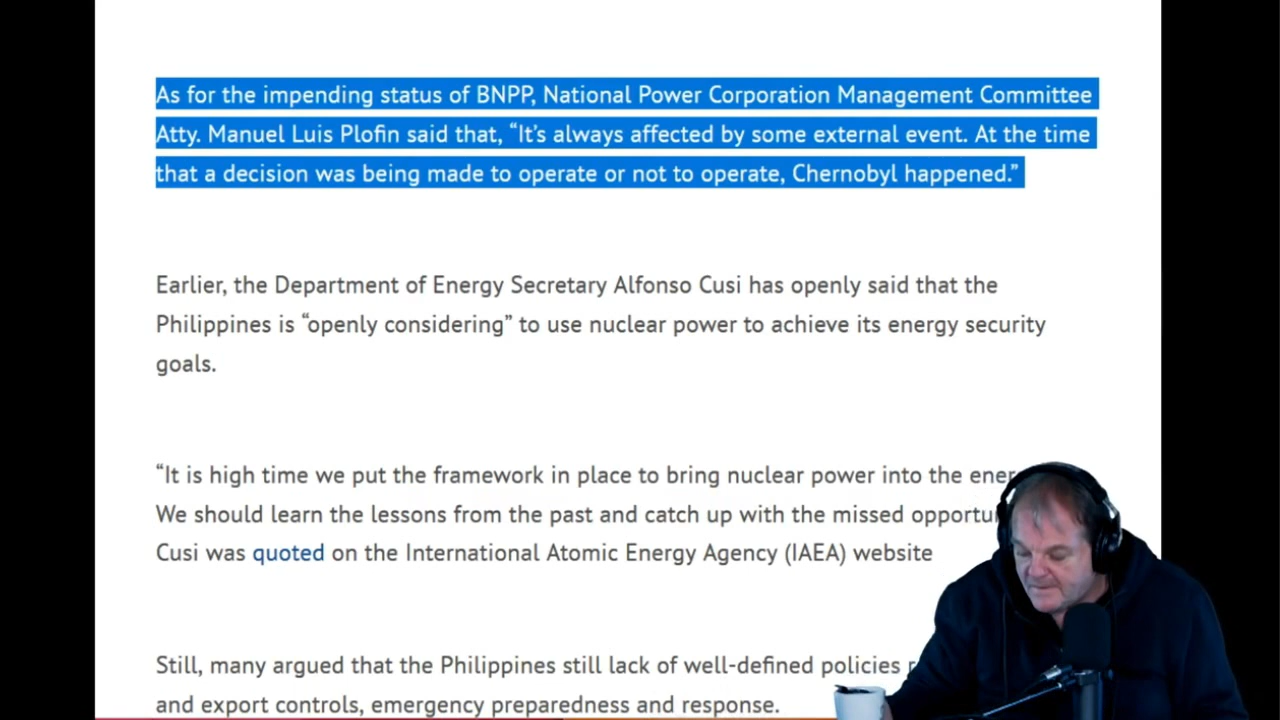 As for the impending status of BNPP, National Power Corporation Management Committee
Atty. Manuel Luis Plofin said that, “It’s always affected by some external event. At the time
that a decision was being made to operate or not to operate, Chernobyl happened.”
Earlier, the Department of Energy Secretary Alfonso Cusi has openly said that the
Philippines is “openly considering” to use nuclear power to achieve its energy security
goals.
“It is high time we put the framework in place to bring nuclear power into the
We should learn the lessons from the past and catch up with the missed
Cusi was quoted on the International Atomic Energy Agency (IAEA) website
Still, many argued that the Philippines still lack of well-defined policies
and export controls, emergency preparedness and response.